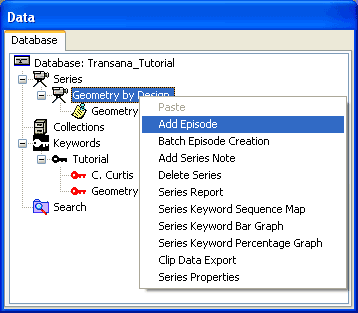 Data
Database
Database: Transana_Tutorial
Series
Geometry by Design
Geometry
Collections
Keywords
Tutorial
C. Curtis
Geometry
Search
Paste
Add Episode
Batch Episode Creation
Add Series Note
Delete Series
Series Report
Series Keyword Sequence Map
Series Keyword Bar Graph
Series Keyword Percentage Graph
Clip Data Export
Series Properties